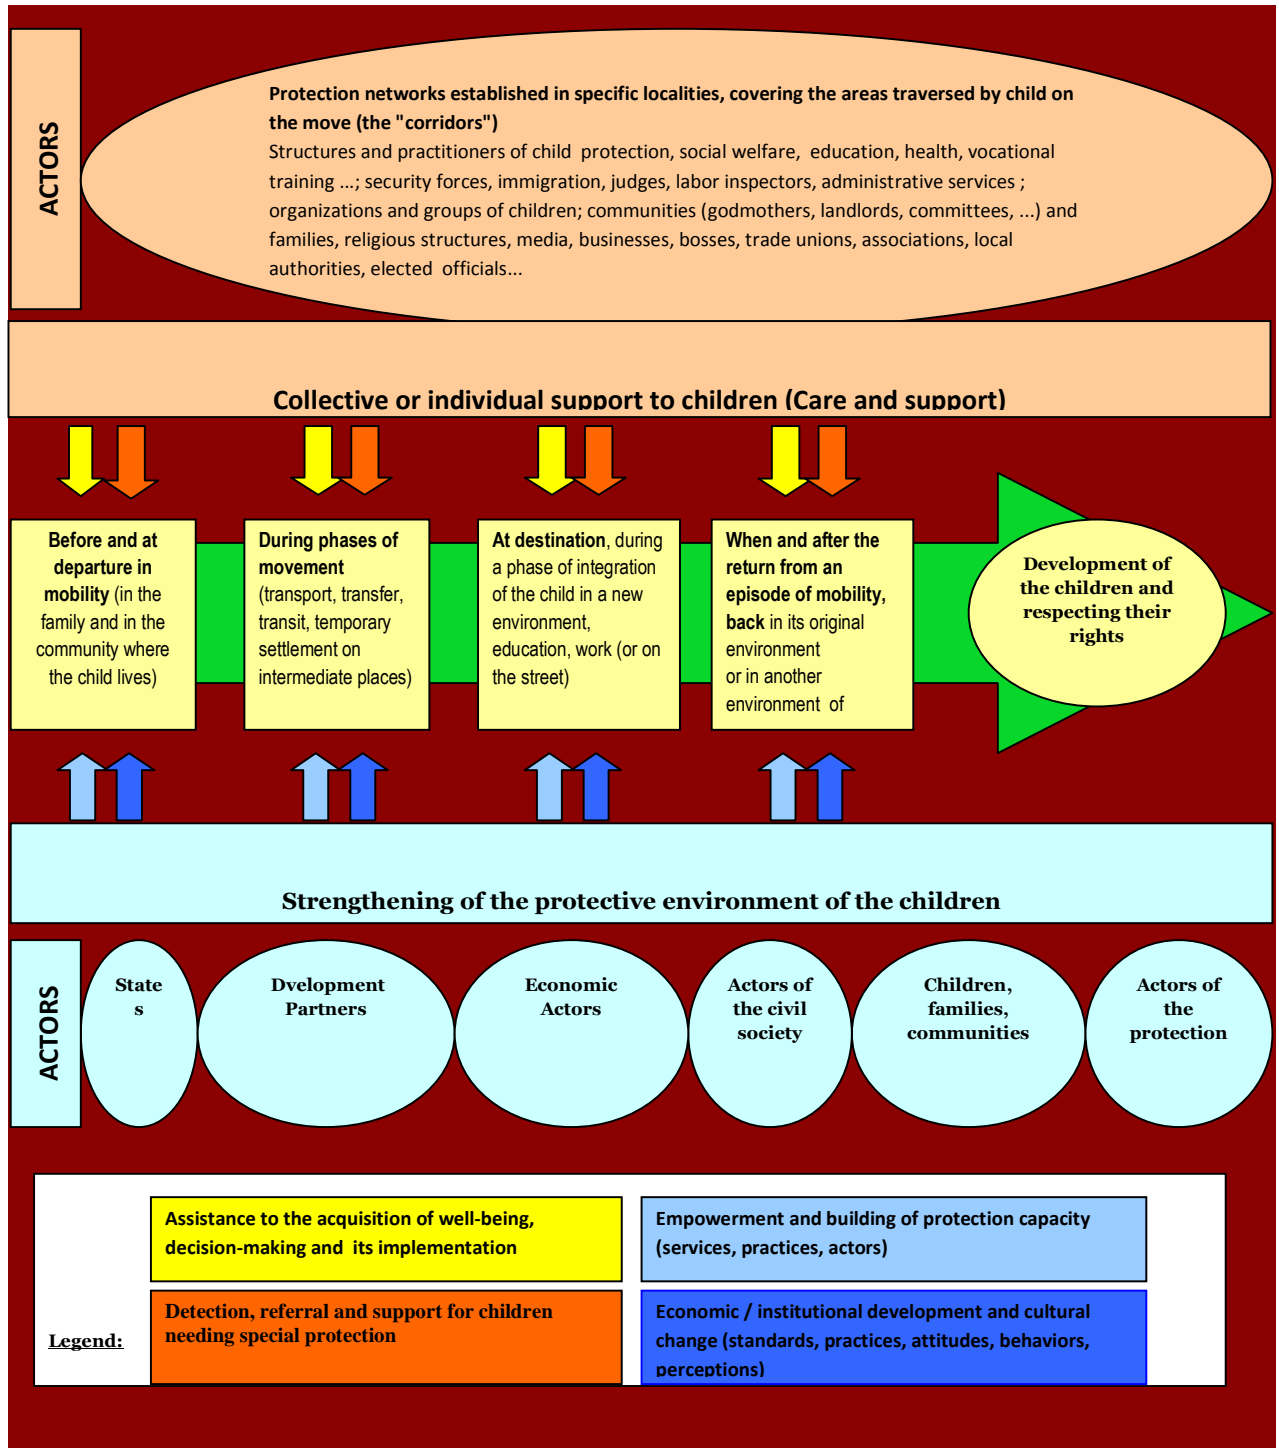 ACTORS
Protection networks established in specific localities, covering the areas traversed by child on
the move (the "corridors")
Structures and practitioners of child protection, social welfare, education, health, vocational
training ...; security forces, immigration, judges, labor inspectors, administrative services ;
organizations and groups of children; communities (godmothers, landlords, committees, ...) and
families, religious structures, media, businesses, bosses, trade unions, associations, local
authorities, elected officials...
Collective or individual support to children (Care and support)
Before and at
departure in
mobility (in the
family and in the
community where
the child lives)
During phases of
movement
(transport, transfer,
transit, temporary
settlement on
intermediate places)
At destination, during
a phase of integration
of the child in a new
environment,
education, work (or on
the street)
When and after the
return from an
episode of mobility,
back in its original
environment
or in another
environment of
Development of
the children and
respecting their
rights
Strengthening of the protective environment of the children
ACTORS
State
s
Dvelopment
Partners
Economic
Actors
Actors of
the civil
society
Children,
families,
communities
Actors of
the
protection
Legend:
Assistance to the acquisition of well-being,
decision-making and its implementation
Empowerment and building of protection capacity
(services, practices, actors)
Detection, referral and support for children
needing special protection
Economic / institutional development and cultural
change (standards, practices, attitudes, behaviors,
perceptions)